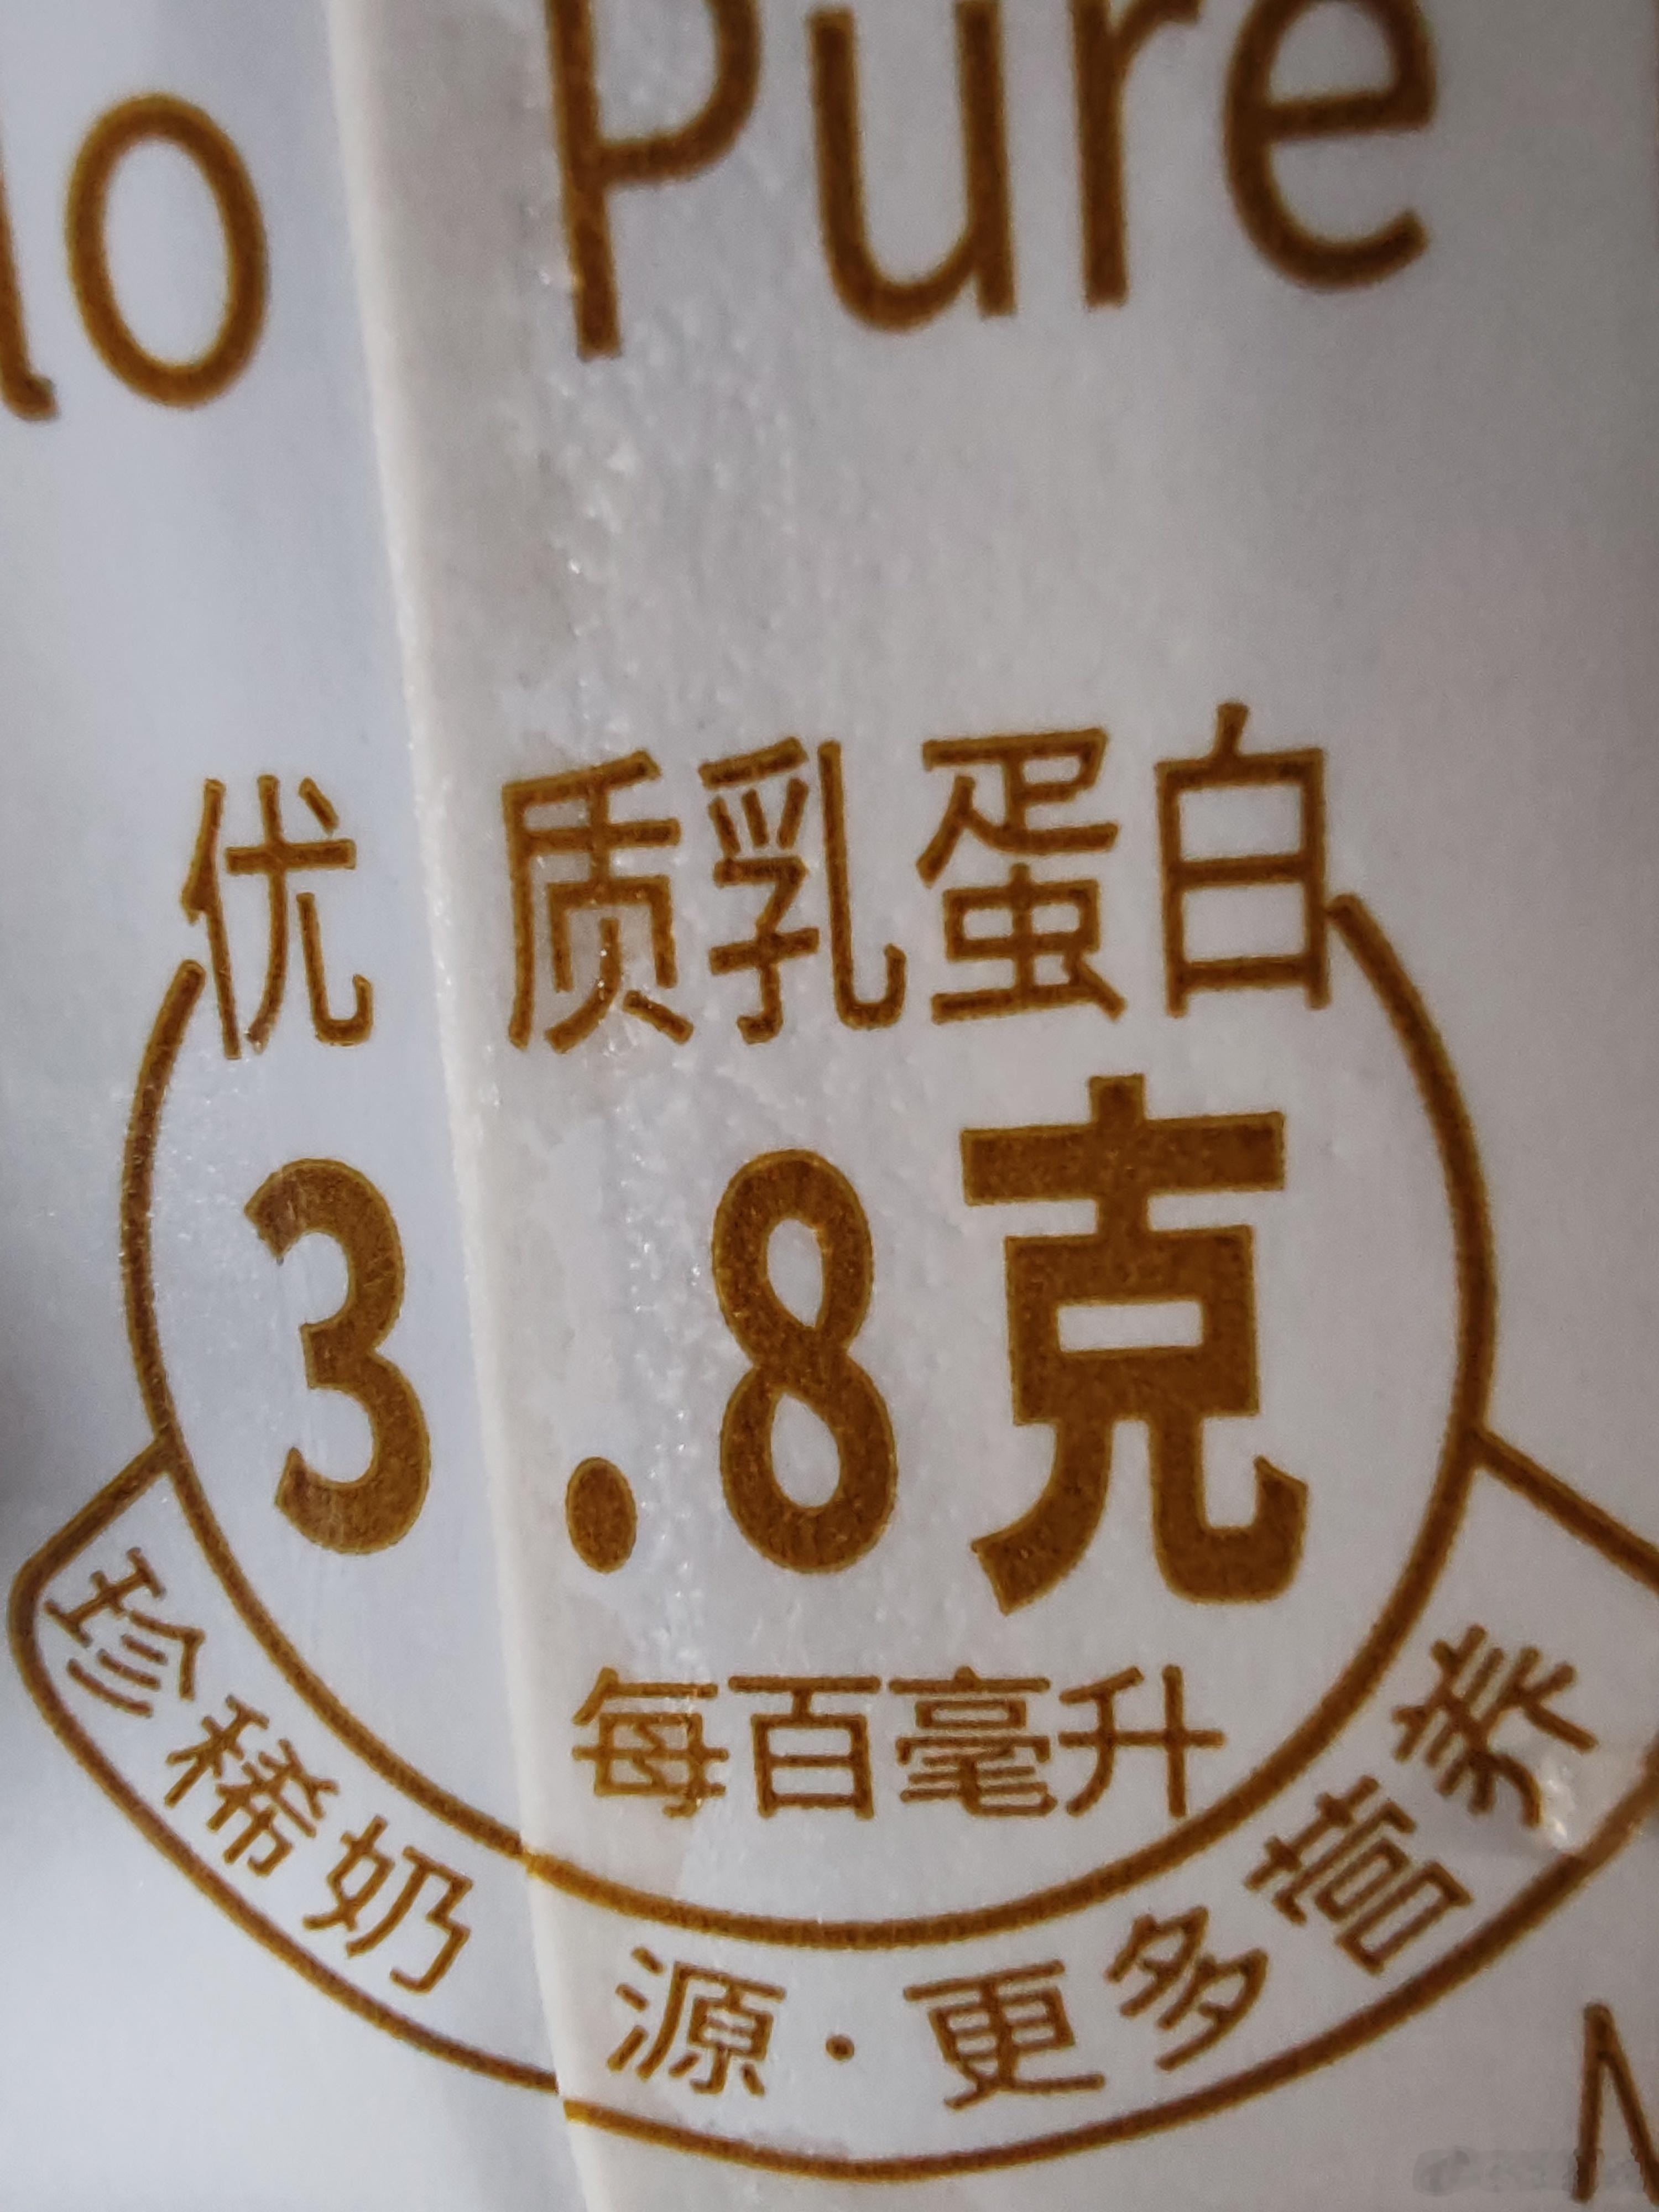 lo Pure
优质乳蛋白
3.8克
每百毫升
珍稀奶源·更多营养